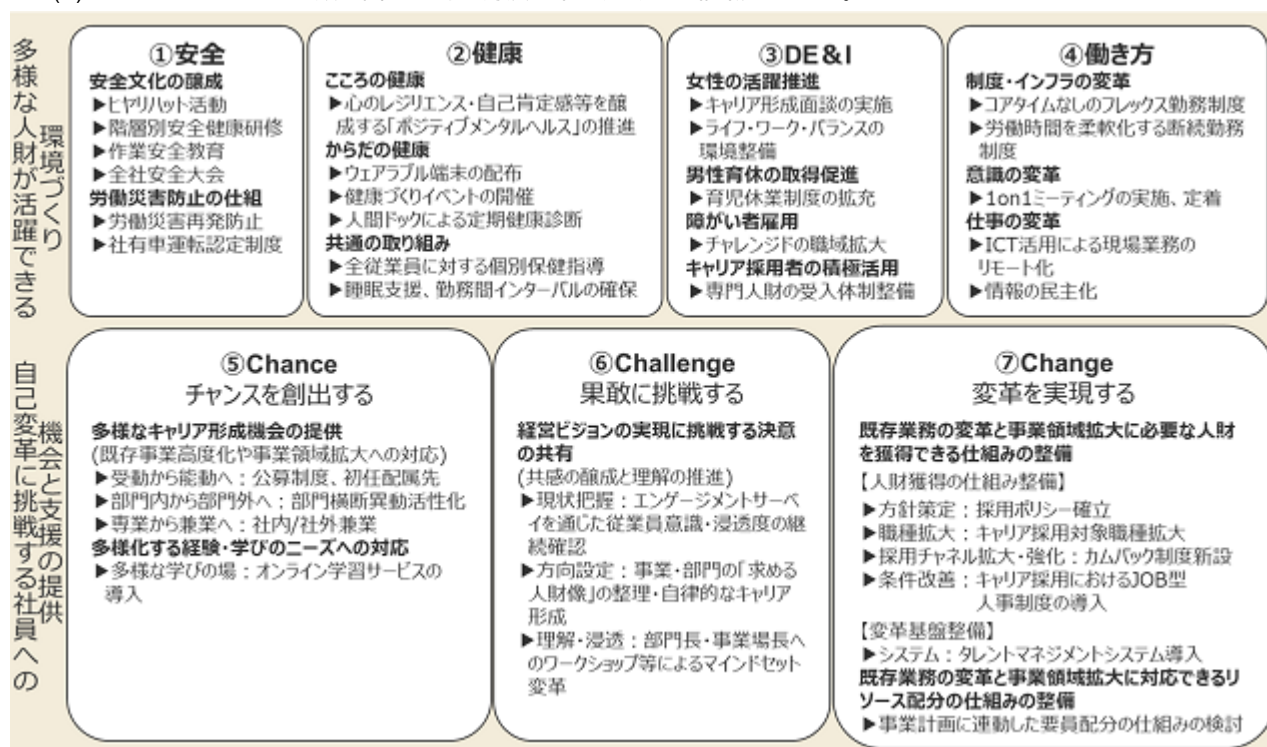 多様な人財が活躍できる
環境づくり
①安全
安全文化の醸成
▶ヒヤリハット活動
▶階層別安全健康研修
▶作業安全教育
▶全社安全大会
労働災害防止の仕組
▶労働災害再発防止
▶社有車運転認定制度
②健康
こころの健康
▶心のレジリエンス・自己肯定感等を醸
成する「ポジティブメンタルヘルス」の推進
からだの健康
▶ウェアラブル端末の配布
▶健康づくりイベントの開催
▶人間ドックによる定期健康診断
共通の取り組み
▶全従業員に対する個別保健指導
▶睡眠支援、勤務間インターバルの確保
③DE&I
女性の活躍推進
▶キャリア形成面談の実施
▶ライフ・ワーク・バランスの
環境整備
男性育休の取得促進
▶育児休業制度の拡充
障がい者雇用
▶チャレンジドの職域拡大
キャリア採用者の積極活用
▶専門人財の受入体制整備
④働き方
制度・インフラの変革
▶コアタイムなしのフレックス勤務制度
▶労働時間を柔軟化する断続勤務
制度
意識の変革
▶1on1ミーティングの実施、定着
仕事の変革
▶ICT活用による現場業務の
リモート化
▶情報の民主化
自己変革に挑戦する社員への
機会と支援の提供
⑤Chance
チャンスを創出する
多様なキャリア形成機会の提供
(既存事業高度化や事業領域拡大への対応)
▶受動から能動へ：公募制度、初任配属先
▶部門内から部門外へ：部門横断異動活性化
▶専業から兼業へ：社内/社外兼業
多様化する経験・学びのニーズへの対応
▶多様な学びの場：オンライン学習サービスの
導入
⑥Challenge
果敢に挑戦する
経営ビジョンの実現に挑戦する決意
の共有
(共感の醸成と理解の推進)
▶現状把握：エンゲージメントサーベ
イを通じた従業員意識・浸透度の継
続確認
▶方向設定：事業・部門の「求める
人財像」の整理・自律的なキャリア
形成
▶理解・浸透：部門長・事業場長へ
のワークショップ等によるマインドセット
変革
⑦Change
変革を実現する
既存業務の変革と事業領域拡大に必要な人財
を獲得できる仕組みの整備
【人財獲得の仕組み整備】
▶方針策定：採用ポリシー確立
▶職種拡大：キャリア採用対象職種拡大
▶採用チャネル拡大・強化：カムバック制度新設
▶条件改善：キャリア採用におけるJOB型
人事制度の導入
【変革基盤整備】
▶システム：タレントマネジメントシステム導入
既存業務の変革と事業領域拡大に対応できるリ
ソース配分の仕組みの整備
▶事業計画に連動した要員配分の仕組みの検討